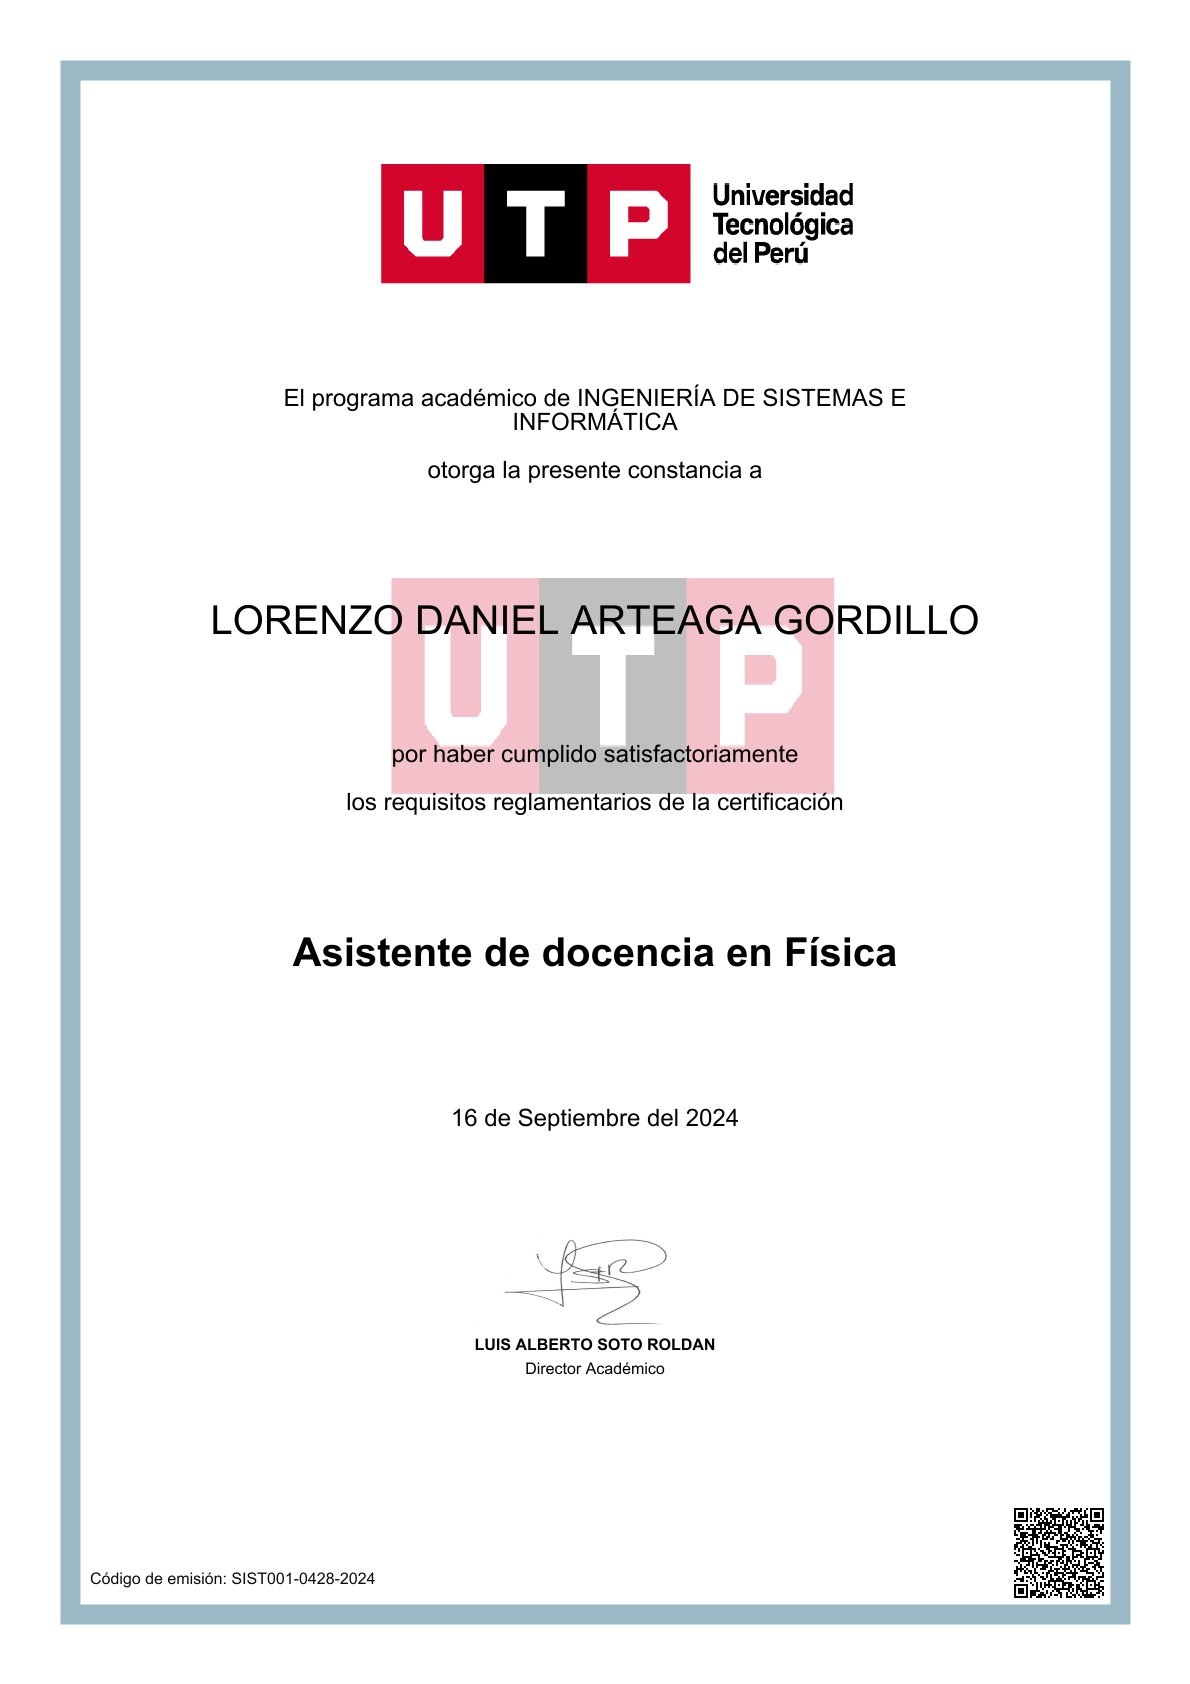 UTP
Universidad
Tecnológica
del Perú
El programa académico de INGENIERÍA DE SISTEMAS E
INFORMÁTICA
otorga la presente constancia a
LORENZO DANIEL ARTEAGA GORDILLO
UTP
por haber cumplido satisfactoriamente
los requisitos reglamentarios de la certificación
Asistente de docencia en Física
16 de Septiembre del 2024
LUIS ALBERTO SOTO ROLDAN
Director Académico
Código de emisión: SIST001-0428-2024